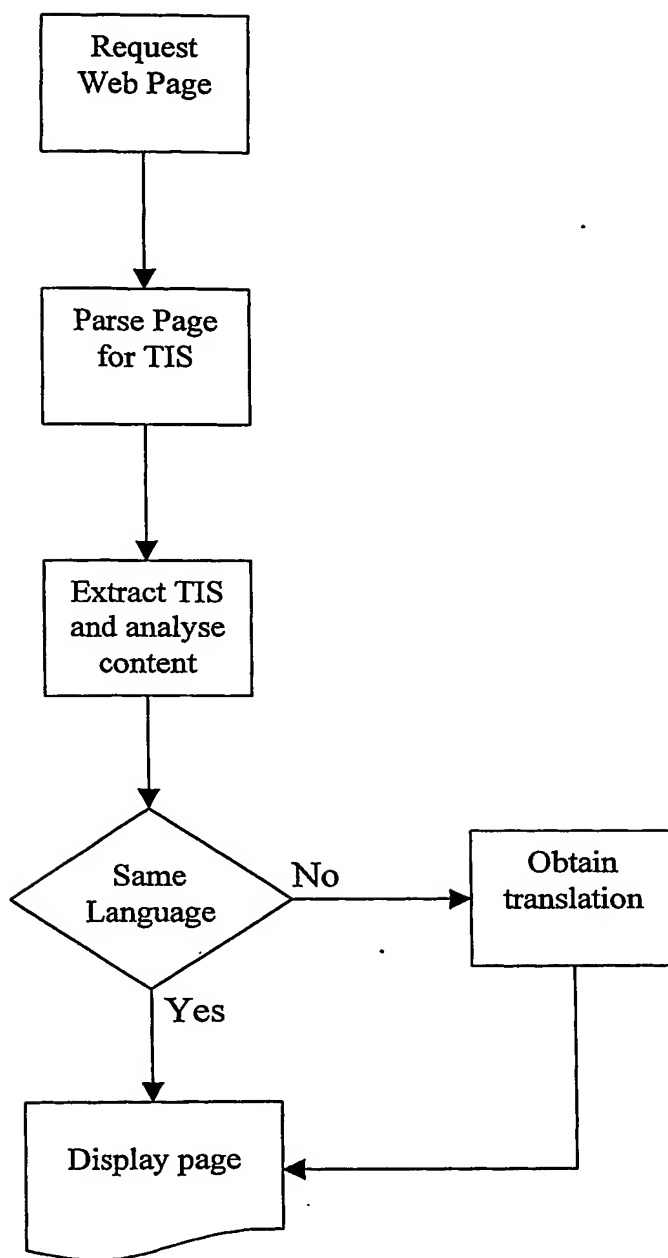 Request
Web Page
Parse Page
for TIS
Extract TIS
and analyse
content
Same
Language
No
Obtain
translation
Yes
Display page